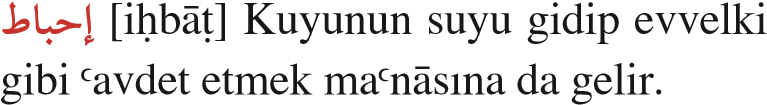 إحباط [iḥbāṭ] Kuyunun suyu gidip evvelki
gibi ʿavdet etmek maʿnāsına da gelir.